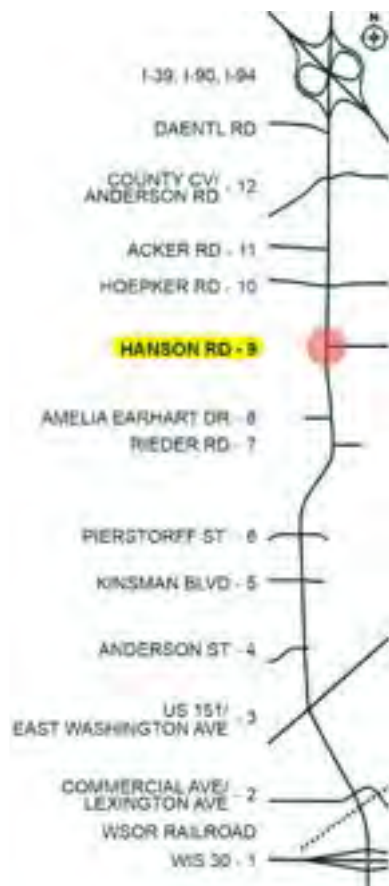 N
I-39, I-90, I-94
DAENTL RD
COUNTY CV/
ANDERSON RD - 12
ACKER RD - 11
HOEPKER RD - 10
HANSON RD - 9
AMELIA EARHART DR - 8
RIEDER RD - 7
PIERSTORFF ST - 6
KINSMAN BLVD - 5
ANDERSON ST - 4
US 151/
EAST WASHINGTON AVE - 3
COMMERCIAL AVE/
LEXINGTON AVE - 2
WSOR RAILROAD
WIS 30 - 1